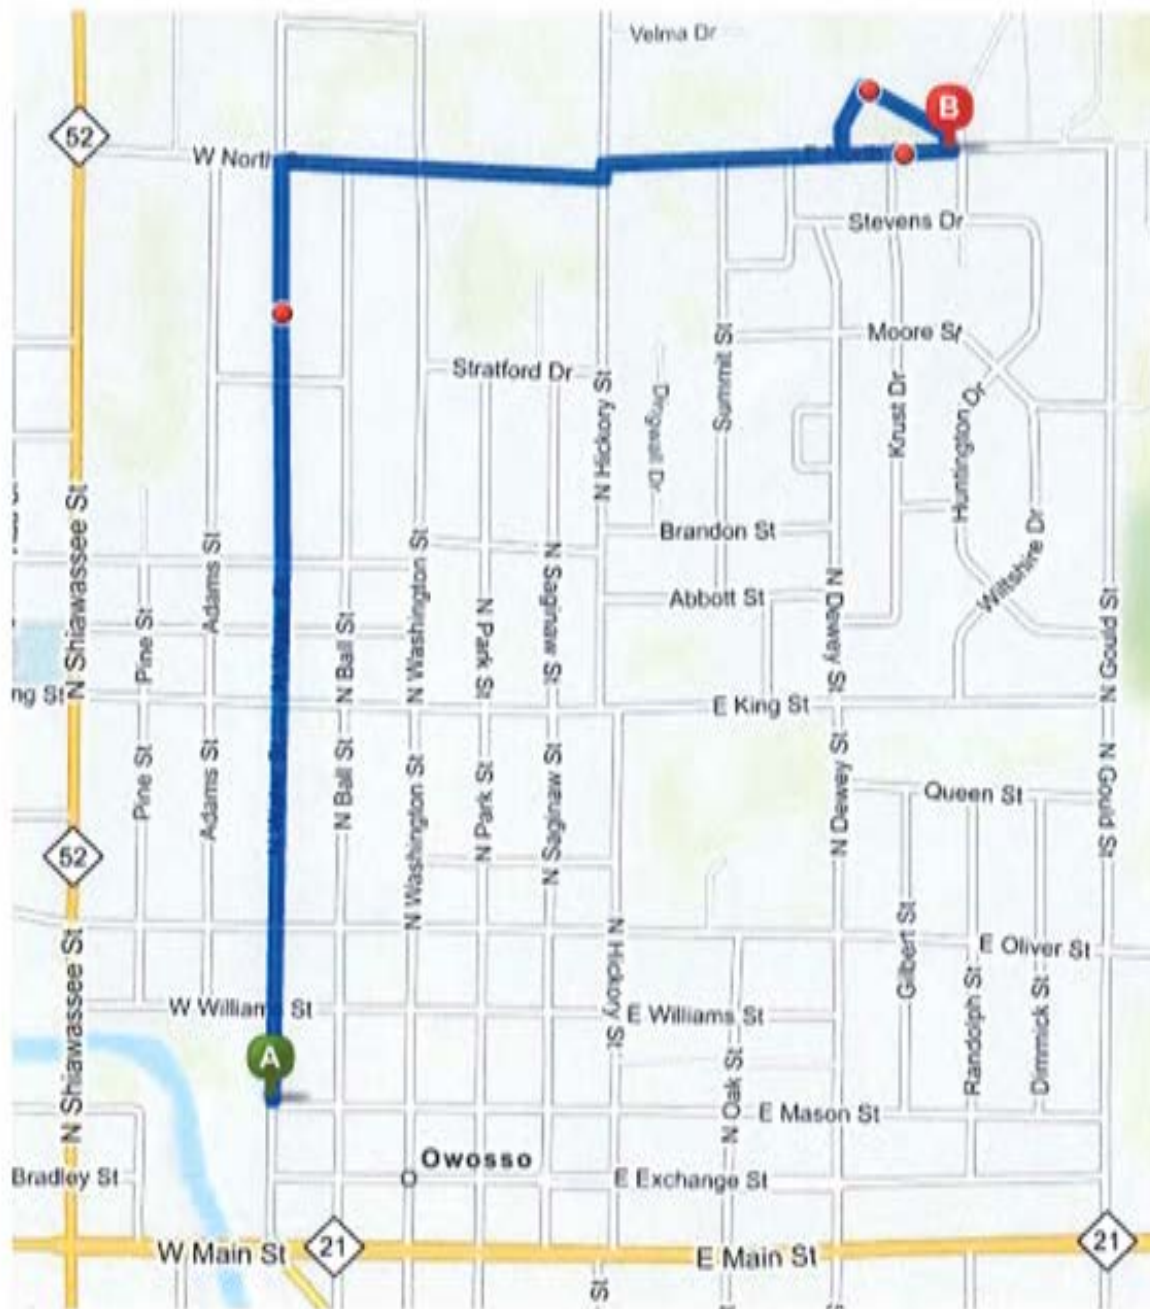 Velma Dr
52
B
W North
Stevens Dr
Moore St
Stratford Dr
Summit St
N Hickory St
Dingwall Dr
Krust Dr
Huntington Dr
Brandon St
Abbott St
Wiltshire Dr
N Shiawassee St
Adams St
Pine St
N Ball St
N Washington St
N Park St
N Saginaw St
N Dewey St
N Gould St
ng St
E King St
Pine St
Adams St
N Ball St
N Washington St
N Park St
N Saginaw St
N Dewey St
Queen St
N Gould St
52
N Shiawassee St
N Hickory St
Gilbert St
E Oliver St
Randolph St
Dimmick St
W Williams St
E Williams St
A
N Oak St
E Mason St
Owosso
Bradley St
E Exchange St
W Main St
21
E Main St
21
St